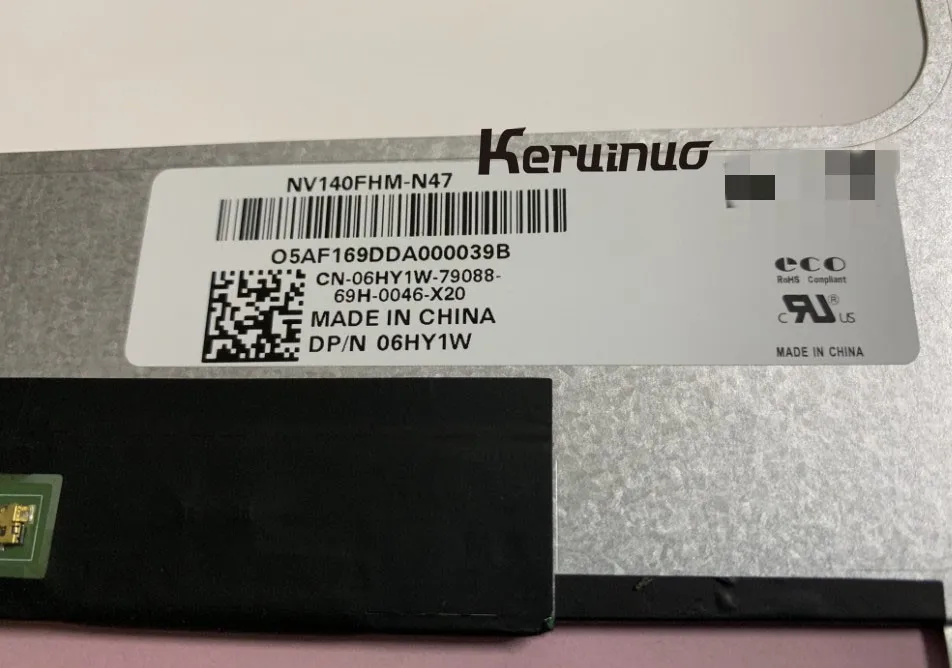 Keruinuo
NV140FHM-N47
O5AF169DDA000039B
CN-06HY1W-79088-
69H-0046-X20
MADE IN CHINA
DP/N 06HY1W
eco
RoHS Compliant
c RU ® US
MADE IN CHINA